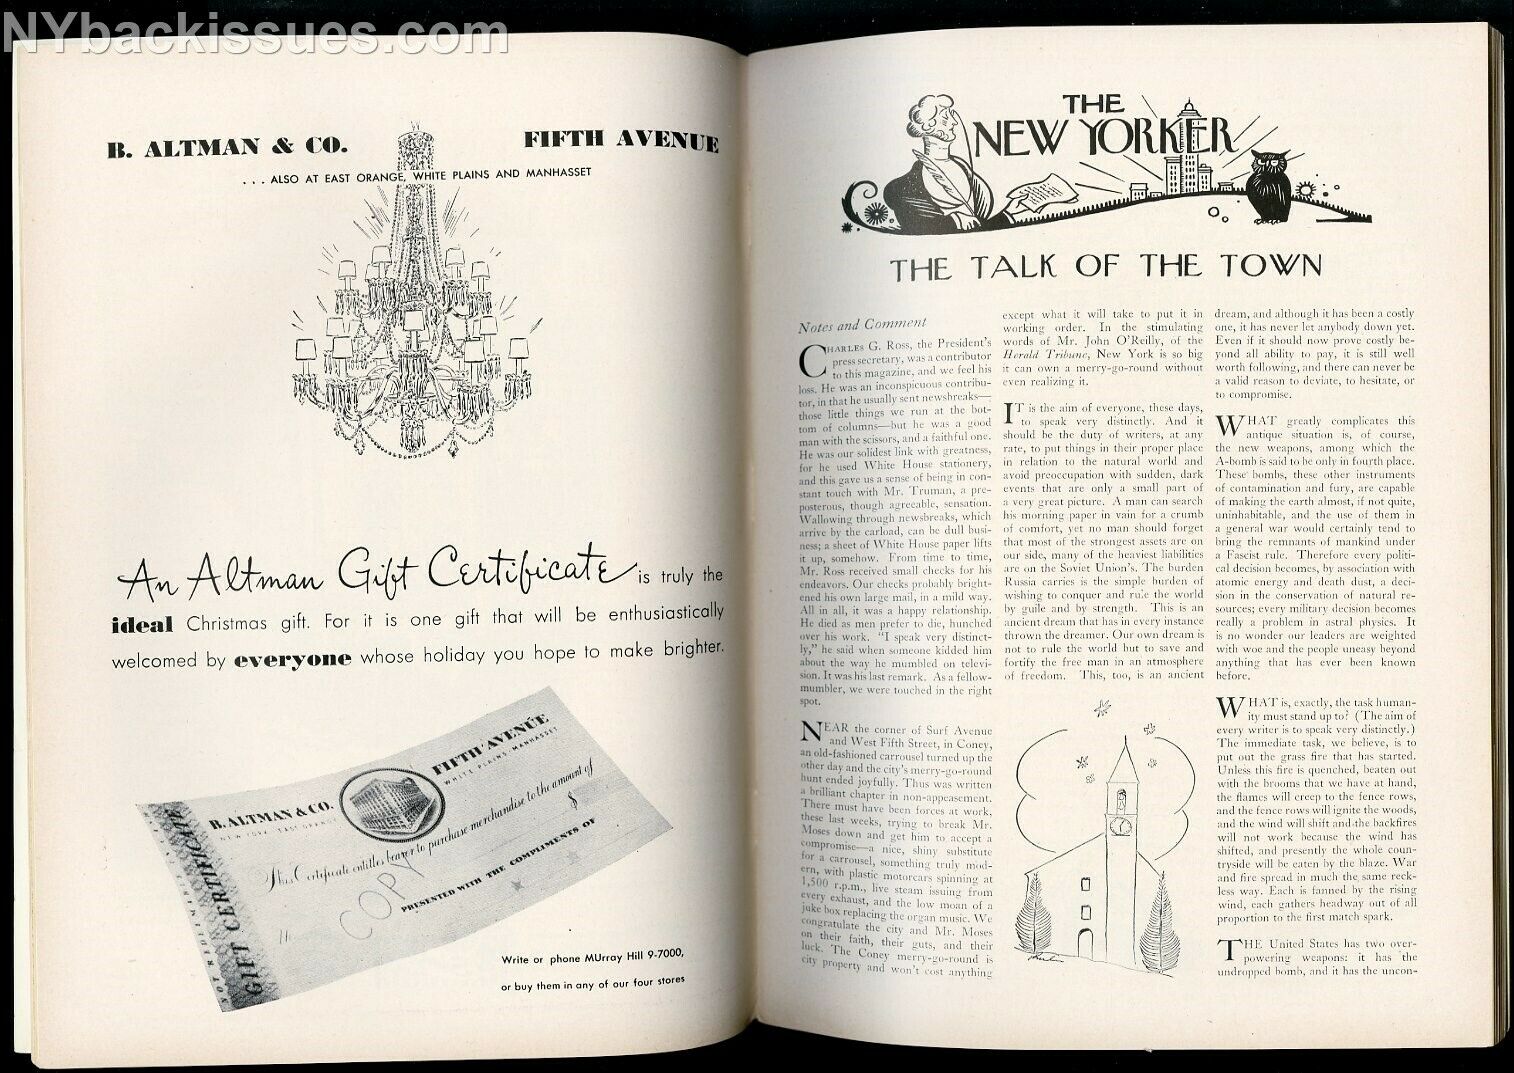 NYbackissues.com
B. ALTMAN & CO. FIFTH AVENUE
... ALSO AT EAST ORANGE, WHITE PLAINS AND MANHASSET
An Altman Gift Certificate is truly the
ideal Christmas gift. For it is one gift that will be enthusiastically
welcomed by everyone whose holiday you hope to make brighter.
B. ALTMAN & CO. FIFTH AVENUE
NEW YORK EAST ORANGE WHITE PLAINS · MANHASSET
This Certificate entitles bearer to purchase merchandise to the amount of
$
PRESENTED WITH THE COMPLIMENTS OF
COPY
GIFT CERTIFICATE
Write or phone MUrray Hill 9-7000,
or buy them in any of our four stores
THE
NEW YORKER
THE TALK OF THE TOWN
Notes and Comment
CHARLES G. Ross, the President's
press secretary, was a contributor
to this magazine, and we feel his
loss. He was an inconspicuous contribu-
tor, in that he usually sent newsbreaks—
those little things we run at the bot-
tom of columns—but he was a good
man with the scissors, and a faithful one.
He was our solidest link with greatness,
for he used White House stationery,
and this gave us a sense of being in con-
stant touch with Mr. Truman, a pre-
posterous, though agreeable, sensation.
Wallowing through newsbreaks, which
arrive by the carload, can be dull busi-
ness; a sheet of White House paper lifts
it up, somehow. From time to time,
Mr. Ross received small checks for his
endeavors. Our checks probably bright-
ened his own large mail, in a mild way.
All in all, it was a happy relationship.
He died as men prefer to die, hunched
over his work. "I speak very distinct-
ly," he said when someone kidded him
about the way he mumbled on televi-
sion. It was his last remark. As a fellow-
mumbler, we were touched in the right
spot.
NEAR the corner of Surf Avenue
and West Fifth Street, in Coney,
an old-fashioned carrousel turned up the
other day and the city's merry-go-round
hunt ended joyfully. Thus was written
a brilliant chapter in non-appeasement.
There must have been forces at work,
these last weeks, trying to break Mr.
Moses down and get him to accept a
compromise—a nice, shiny substitute
for a carrousel, something truly mod-
ern, with plastic motorcars spinning at
1,500 r.p.m., live steam issuing from
every exhaust, and the low moan of a
juke box replacing the organ music. We
congratulate the city and Mr. Moses
on their faith, their guts, and their
luck. The Coney merry-go-round is
city property and won't cost anything
except what it will take to put it in
working order. In the stimulating
words of Mr. John O'Reilly, of the
Herald Tribune, New York is so big
it can own a merry-go-round without
even realizing it.
IT is the aim of everyone, these days,
to speak very distinctly. And it
should be the duty of writers, at any
rate, to put things in their proper place
in relation to the natural world and
avoid preoccupation with sudden, dark
events that are only a small part of
a very great picture. A man can search
his morning paper in vain for a crumb
of comfort, yet no man should forget
that most of the strongest assets are on
our side, many of the heaviest liabilities
are on the Soviet Union's. The burden
Russia carries is the simple burden of
wishing to conquer and rule the world
by guile and by strength. This is an
ancient dream that has in every instance
thrown the dreamer. Our own dream is
not to rule the world but to save and
fortify the free man in an atmosphere
of freedom. This, too, is an ancient
dream, and although it has been a costly
one, it has never let anybody down yet.
Even if it should now prove costly be-
yond all ability to pay, it is still well
worth following, and there can never be
a valid reason to deviate, to hesitate, or
to compromise.
WHAT greatly complicates this
antique situation is, of course,
the new weapons, among which the
A-bomb is said to be only in fourth place.
These bombs, these other instruments
of contamination and fury, are capable
of making the earth almost, if not quite,
uninhabitable, and the use of them in
a general war would certainly tend to
bring the remnants of mankind under
a Fascist rule. Therefore every politi-
cal decision becomes, by association with
atomic energy and death dust, a deci-
sion in the conservation of natural re-
sources; every military decision becomes
really a problem in astral physics. It
is no wonder our leaders are weighted
with woe and the people uneasy beyond
anything that has ever been known
before.
WHAT is, exactly, the task human-
ity must stand up to? (The aim of
every writer is to speak very distinctly.)
The immediate task, we believe, is to
put out the grass fire that has started.
Unless this fire is quenched, beaten out
with the brooms that we have at hand,
the flames will creep to the fence rows,
and the fence rows will ignite the woods,
and the wind will shift and the backfires
will not work because the wind has
shifted, and presently the whole coun-
tryside will be eaten by the blaze. War
and fire spread in much the same reck-
less way. Each is fanned by the rising
wind, each gathers headway out of all
proportion to the first match spark.
THE United States has two over-
powering weapons: it has the
undropped bomb, and it has the uncon-